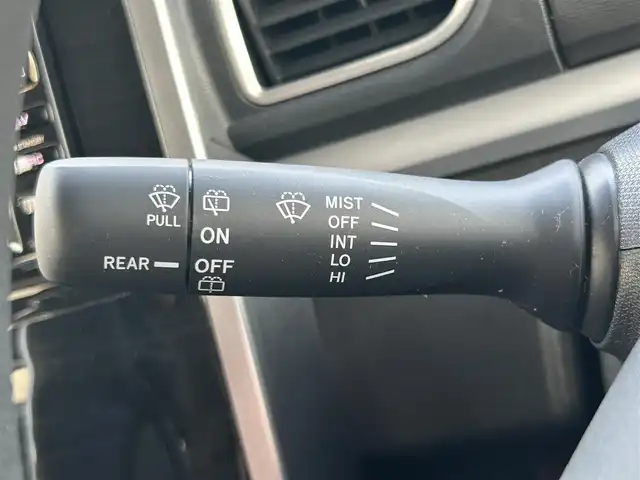 PULL
REAR
ON
OFF
MIST
OFF
INT
LO
HI